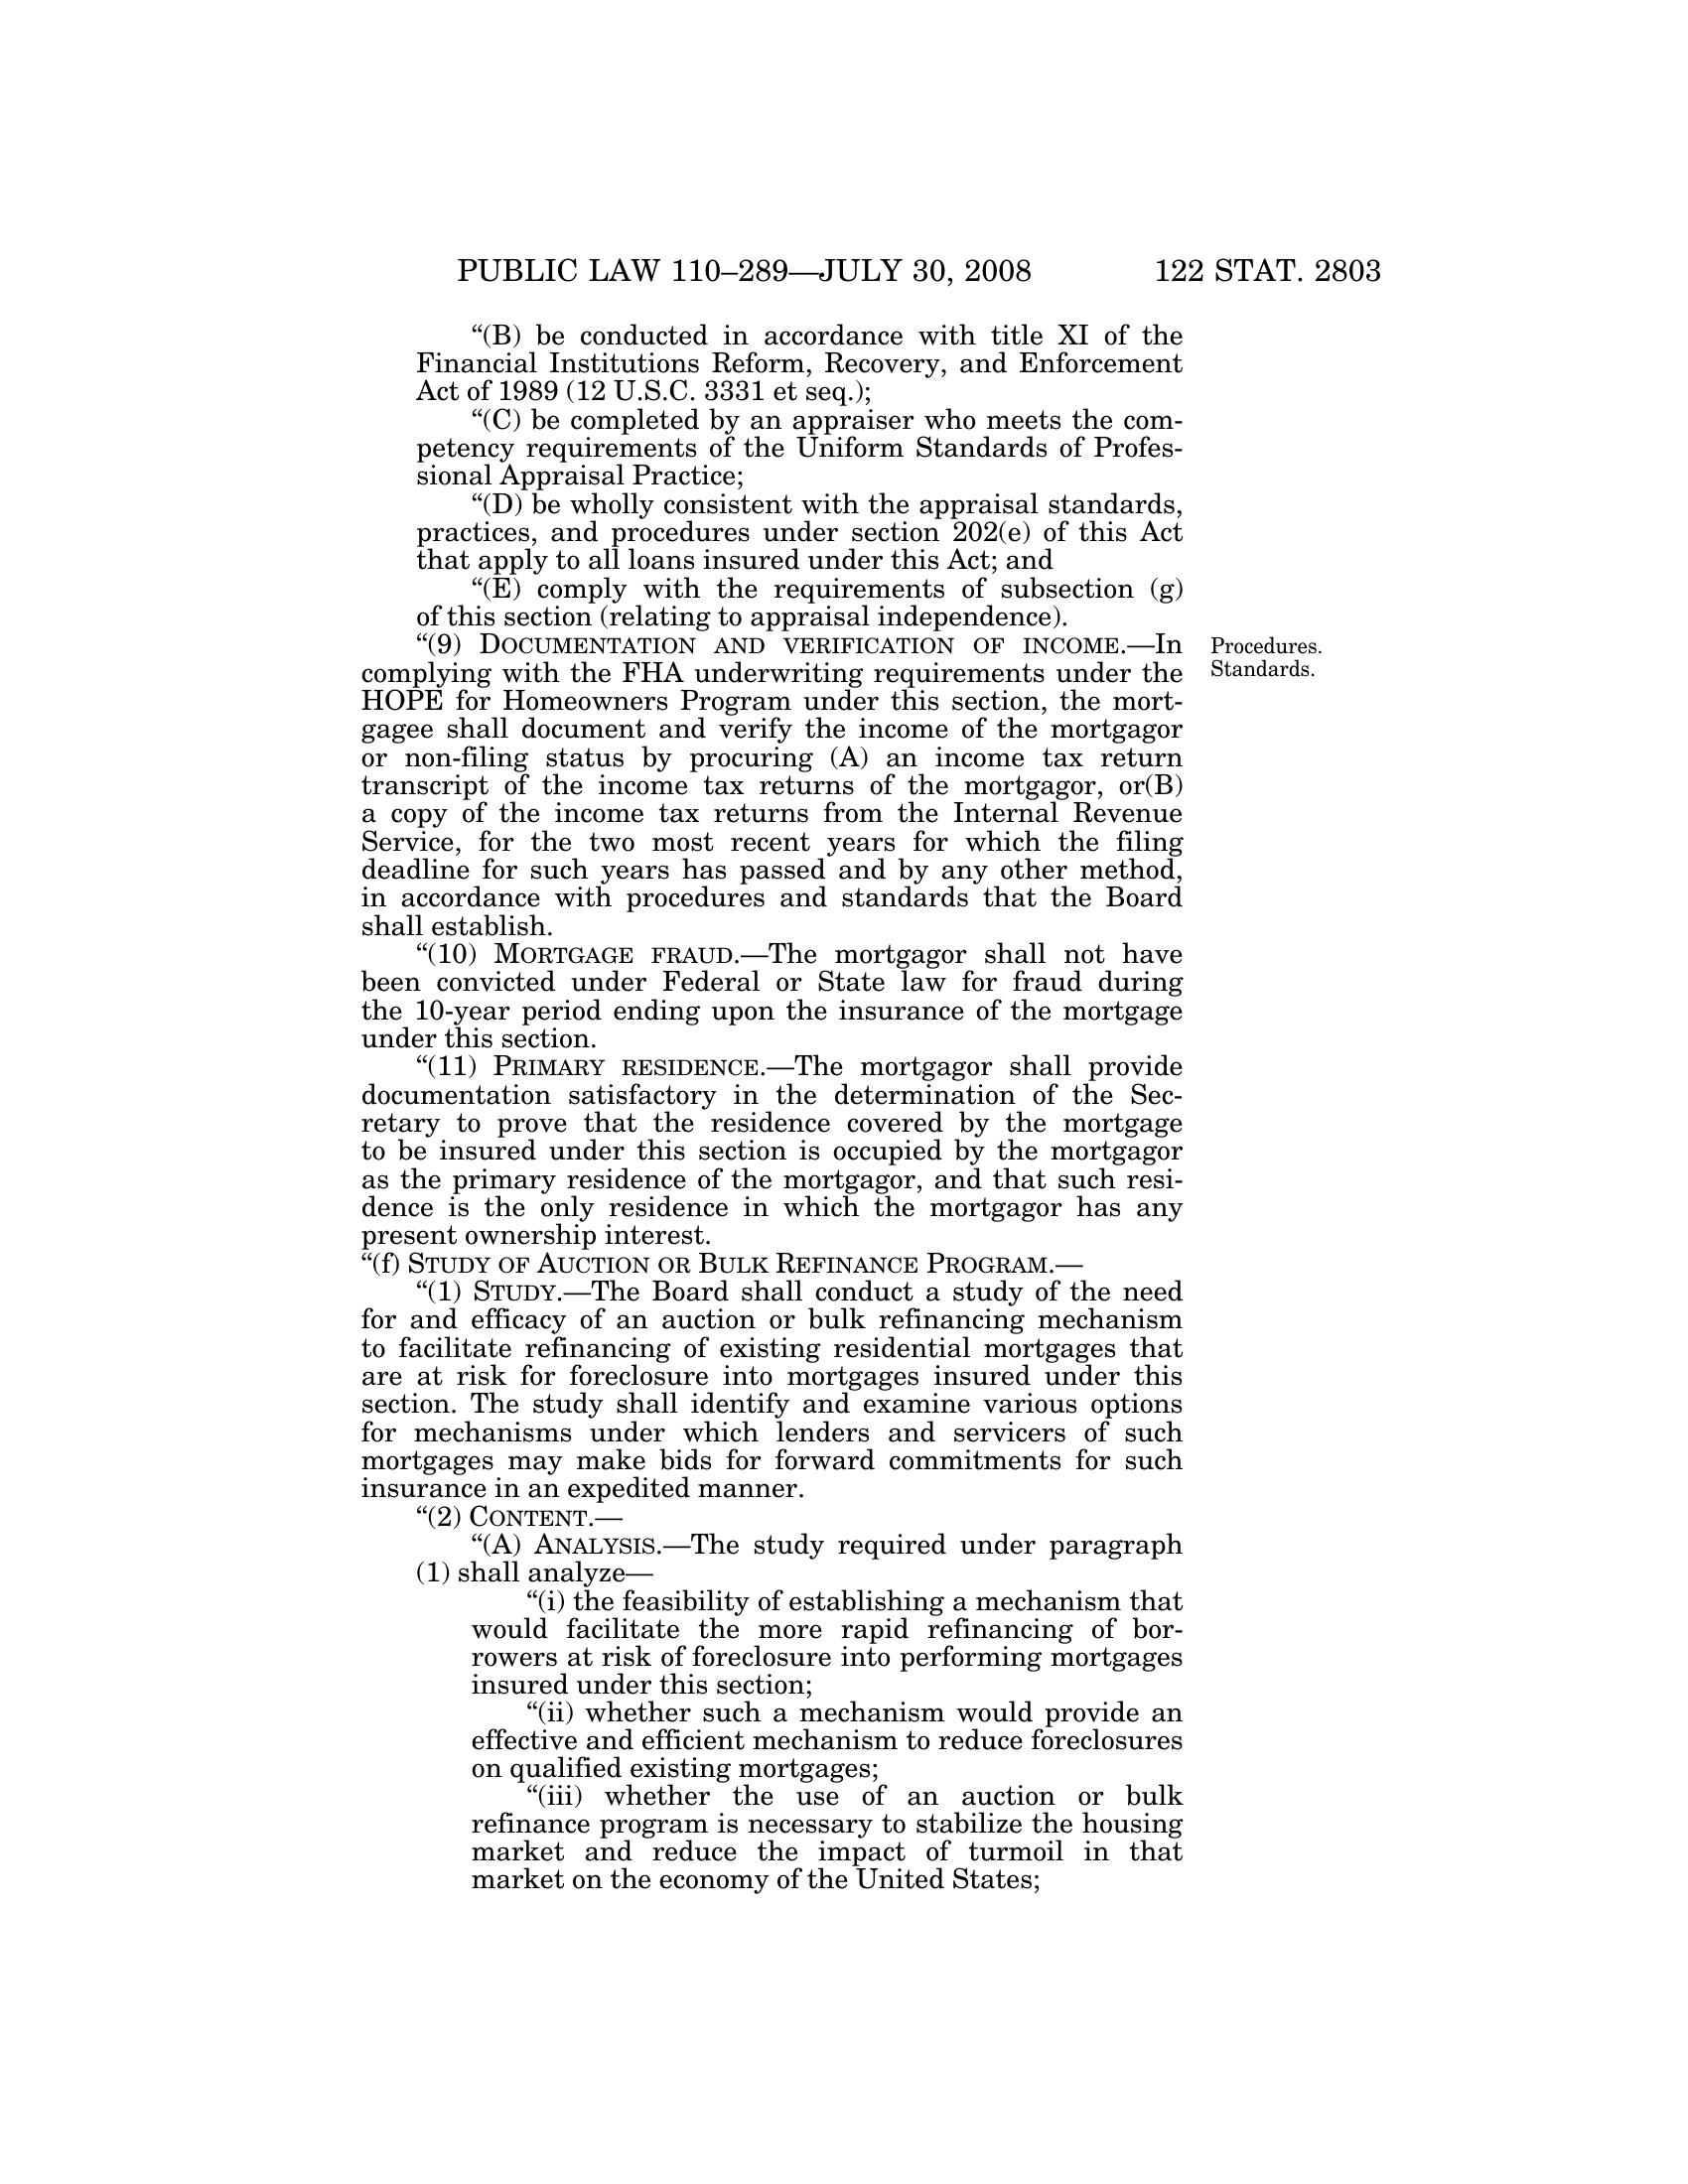 PUBLIC LAW 110–289—JULY 30, 2008 122 STAT. 2803
“(B) be conducted in accordance with title XI of the
Financial Institutions Reform, Recovery, and Enforcement
Act of 1989 (12 U.S.C. 3331 et seq.);
“(C) be completed by an appraiser who meets the com-
petency requirements of the Uniform Standards of Profes-
sional Appraisal Practice;
“(D) be wholly consistent with the appraisal standards,
practices, and procedures under section 202(e) of this Act
that apply to all loans insured under this Act; and
“(E) comply with the requirements of subsection (g)
of this section (relating to appraisal independence).
“(9) DOCUMENTATION AND VERIFICATION OF INCOME.—In
complying with the FHA underwriting requirements under the
HOPE for Homeowners Program under this section, the mort-
gagee shall document and verify the income of the mortgagor
or non-filing status by procuring (A) an income tax return
transcript of the income tax returns of the mortgagor, or(B)
a copy of the income tax returns from the Internal Revenue
Service, for the two most recent years for which the filing
deadline for such years has passed and by any other method,
in accordance with procedures and standards that the Board
shall establish.
Procedures.
Standards.
“(10) MORTGAGE FRAUD.—The mortgagor shall not have
been convicted under Federal or State law for fraud during
the 10-year period ending upon the insurance of the mortgage
under this section.
“(11) PRIMARY RESIDENCE.—The mortgagor shall provide
documentation satisfactory in the determination of the Sec-
retary to prove that the residence covered by the mortgage
to be insured under this section is occupied by the mortgagor
as the primary residence of the mortgagor, and that such resi-
dence is the only residence in which the mortgagor has any
present ownership interest.
“(f) STUDY OF AUCTION OR BULK REFINANCE PROGRAM.—
“(1) STUDY.—The Board shall conduct a study of the need
for and efficacy of an auction or bulk refinancing mechanism
to facilitate refinancing of existing residential mortgages that
are at risk for foreclosure into mortgages insured under this
section. The study shall identify and examine various options
for mechanisms under which lenders and servicers of such
mortgages may make bids for forward commitments for such
insurance in an expedited manner.
“(2) CONTENT.—
“(A) ANALYSIS.—The study required under paragraph
(1) shall analyze—
“(i) the feasibility of establishing a mechanism that
would facilitate the more rapid refinancing of bor-
rowers at risk of foreclosure into performing mortgages
insured under this section;
“(ii) whether such a mechanism would provide an
effective and efficient mechanism to reduce foreclosures
on qualified existing mortgages;
“(iii) whether the use of an auction or bulk
refinance program is necessary to stabilize the housing
market and reduce the impact of turmoil in that
market on the economy of the United States;